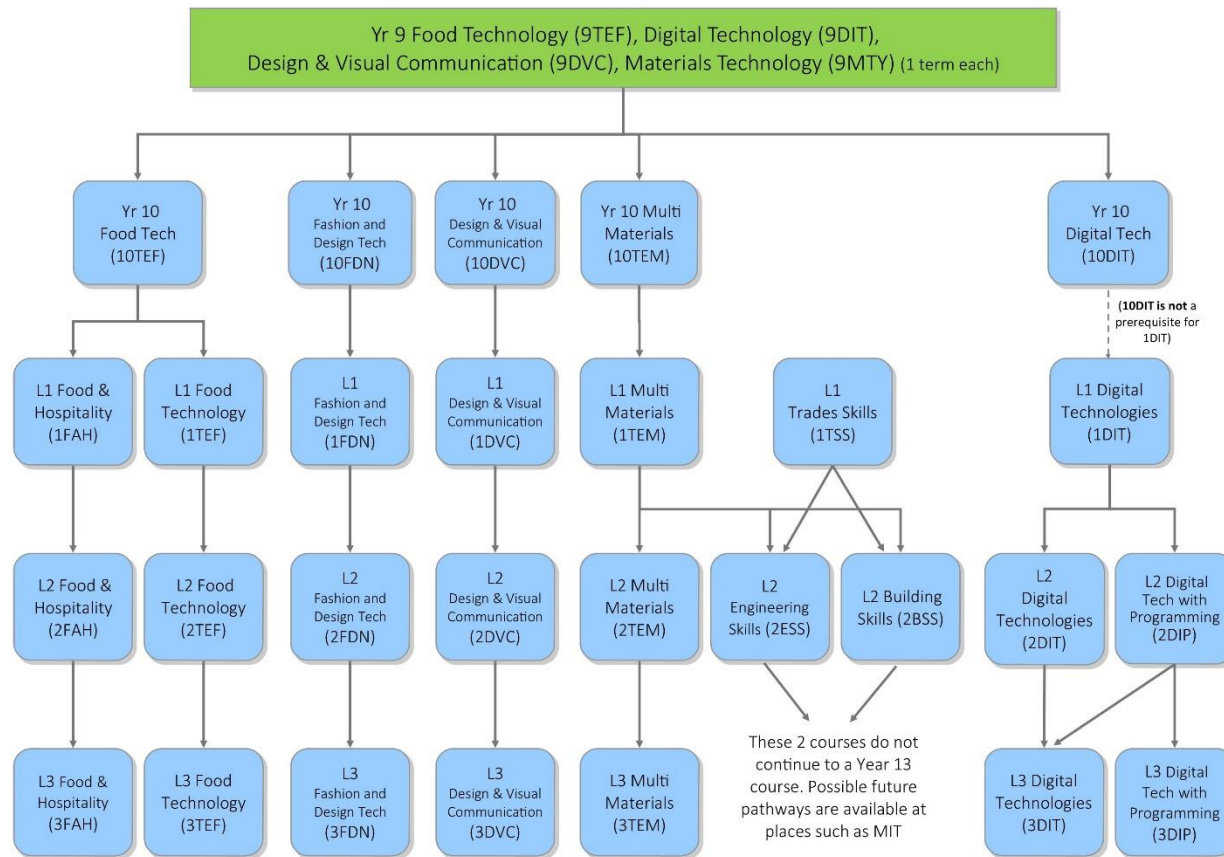 Yr 9 Food Technology (9TEF), Digital Technology (9DIT),
Design & Visual Communication (9DVC), Materials Technology (9MTY) (1 term each)
Yr 10
Food Tech
(10TEF)
Yr 10
Fashion and
Design Tech
(10FDN)
Yr 10
Design & Visual
Communication
(10DVC)
Yr 10 Multi
Materials
(10TEM)
Yr 10
Digital Tech
(10DIT)
(10DIT is not a
prerequisite for
1DIT)
L1 Food &
Hospitality
(1FAH)
L1 Food
Technology
(1TEF)
L1
Fashion and
Design Tech
(1FDN)
L1
Design & Visual
Communication
(1DVC)
L1 Multi
Materials
(1TEM)
L1
Trades Skills
(1TSS)
L1 Digital
Technologies
(1DIT)
L2 Food &
Hospitality
(2FAH)
L2 Food
Technology
(2TEF)
L2
Fashion and
Design Tech
(2FDN)
L2
Design & Visual
Communication
(2DVC)
L2 Multi
Materials
(2TEM)
L2
Engineering
Skills (2ESS)
L2 Building
Skills (2BSS)
L2
Digital
Technologies
(2DIT)
L2 Digital
Tech with
Programming
(2DIP)
L3 Food &
Hospitality
(3FAH)
L3 Food
Technology
(3TEF)
L3
Fashion and
Design Tech
(3FDN)
L3
Design & Visual
Communication
(3DVC)
L3 Multi
Materials
(3TEM)
These 2 courses do not
continue to a Year 13
course. Possible future
pathways are available at
places such as MIT
L3 Digital
Technologies
(3DIT)
L3 Digital
Tech with
Programming
(3DIP)